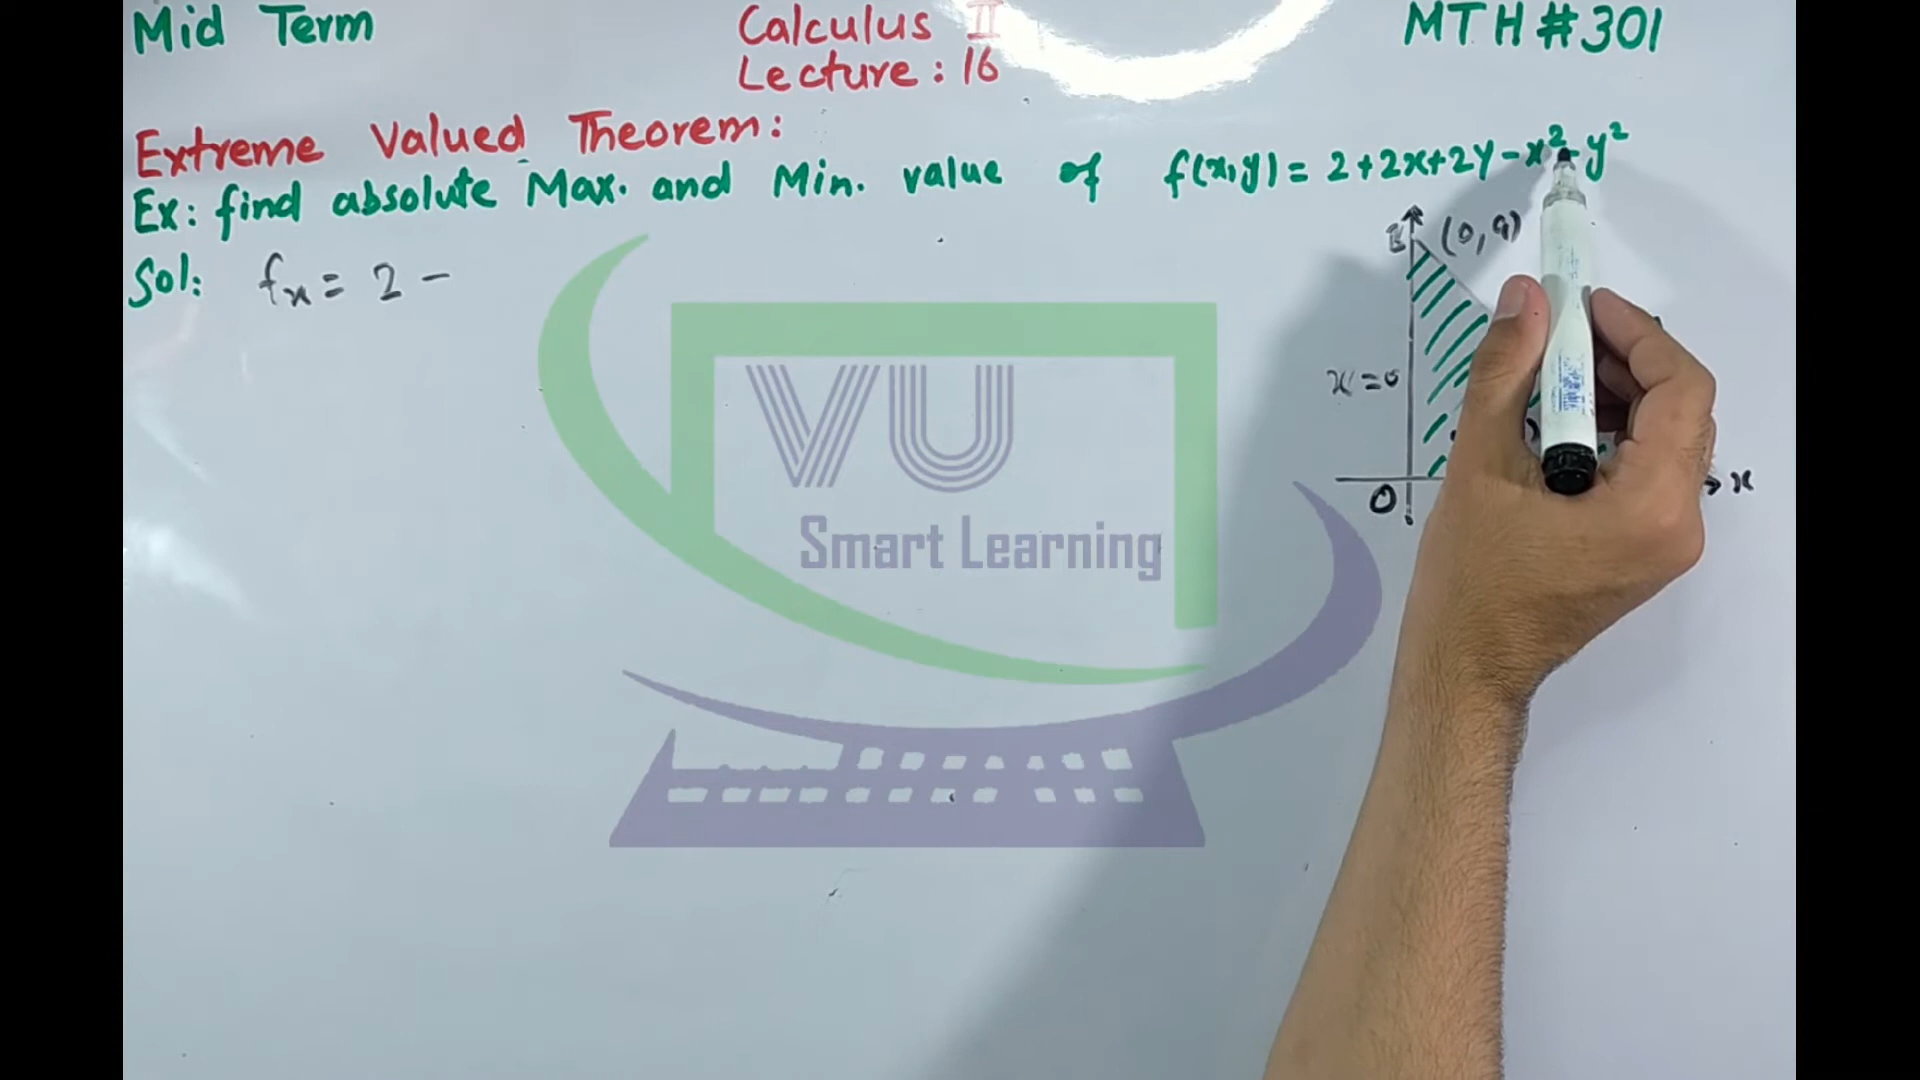 Mid Term
Calculus II
Lecture: 16
MTH#301
Extreme Valued Theorem:
Ex: find absolute Max. and Min. value of f(x,y)= 2+2x+2y-x²-y²
Sol: fx= 2 -
(0,9)
x=0
O
x
VU
Smart Learning